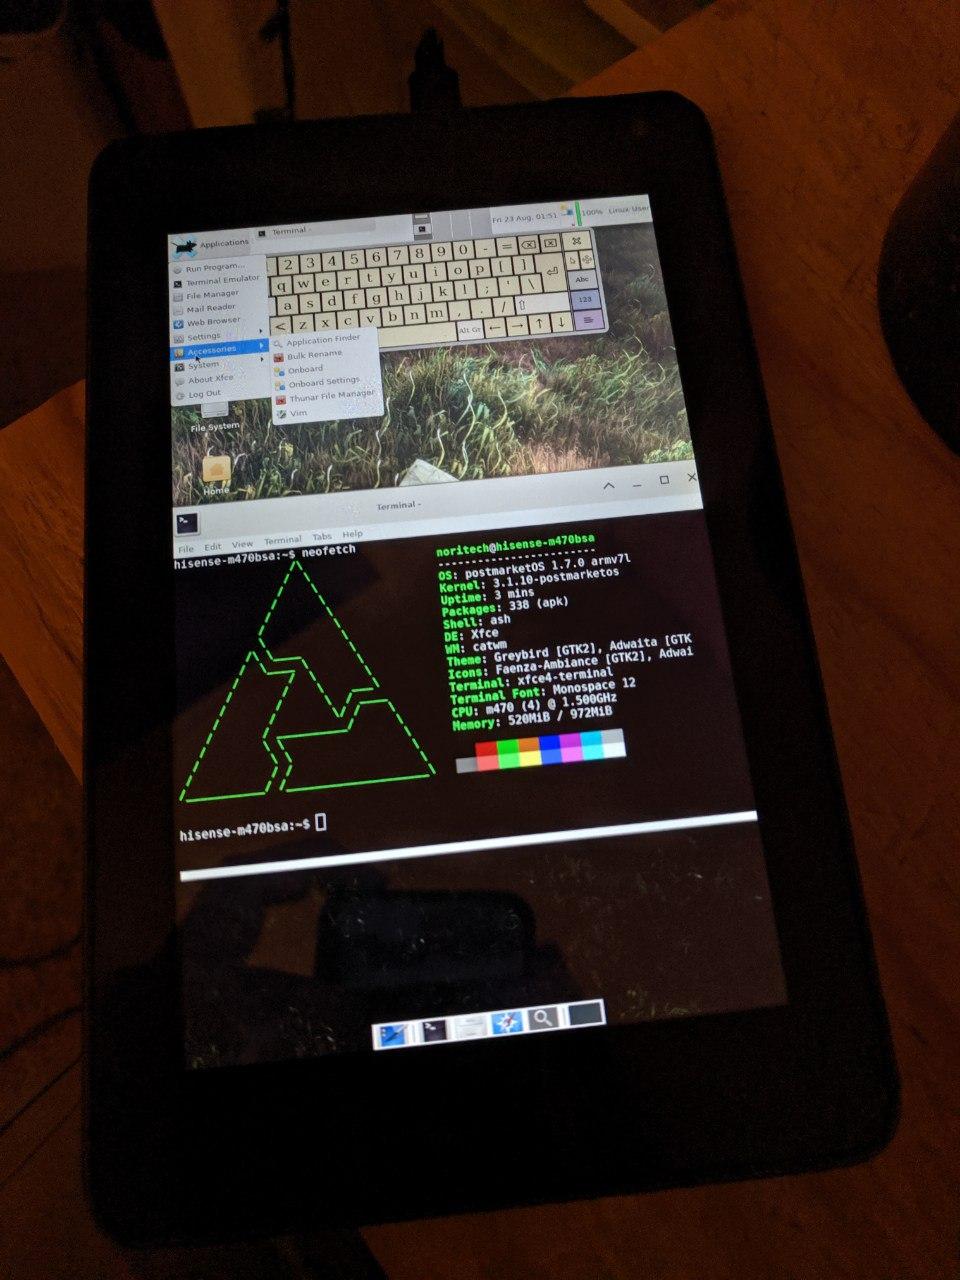 Applications
Terminal -
Fri 23 Aug, 01:51
100%
Linux User
Run Program...
Terminal Emulator
File Manager
Mail Reader
Web Browser
Settings
Accessories
System
About Xfce
Log Out
Application Finder
Bulk Rename
Onboard
Onboard Settings
Thunar File Manager
Vim
2 3 4 5 6 7 8 9 0 - =
q w e r t y u i o p [ ]
a s d f g h j k l ; ' \
< z x c v b n m , . /
Alt Gr
Abc
123
File System
Home
Terminal -
File Edit View Terminal Tabs Help
hisense-m470bsa:~$ neofetch
noritech@hisense-m470bsa
------------------------
OS: postmarketOS 1.7.0 armv7l
Kernel: 3.1.10-postmarketos
Uptime: 3 mins
Packages: 338 (apk)
Shell: ash
DE: Xfce
WM: catwm
Theme: Greybird [GTK2], Adwaita [GTK
Icons: Faenza-Ambiance [GTK2], Adwai
Terminal: xfce4-terminal
Terminal Font: Monospace 12
CPU: m470 (4) @ 1.500GHz
Memory: 520MiB / 972MiB
hisense-m470bsa:~$